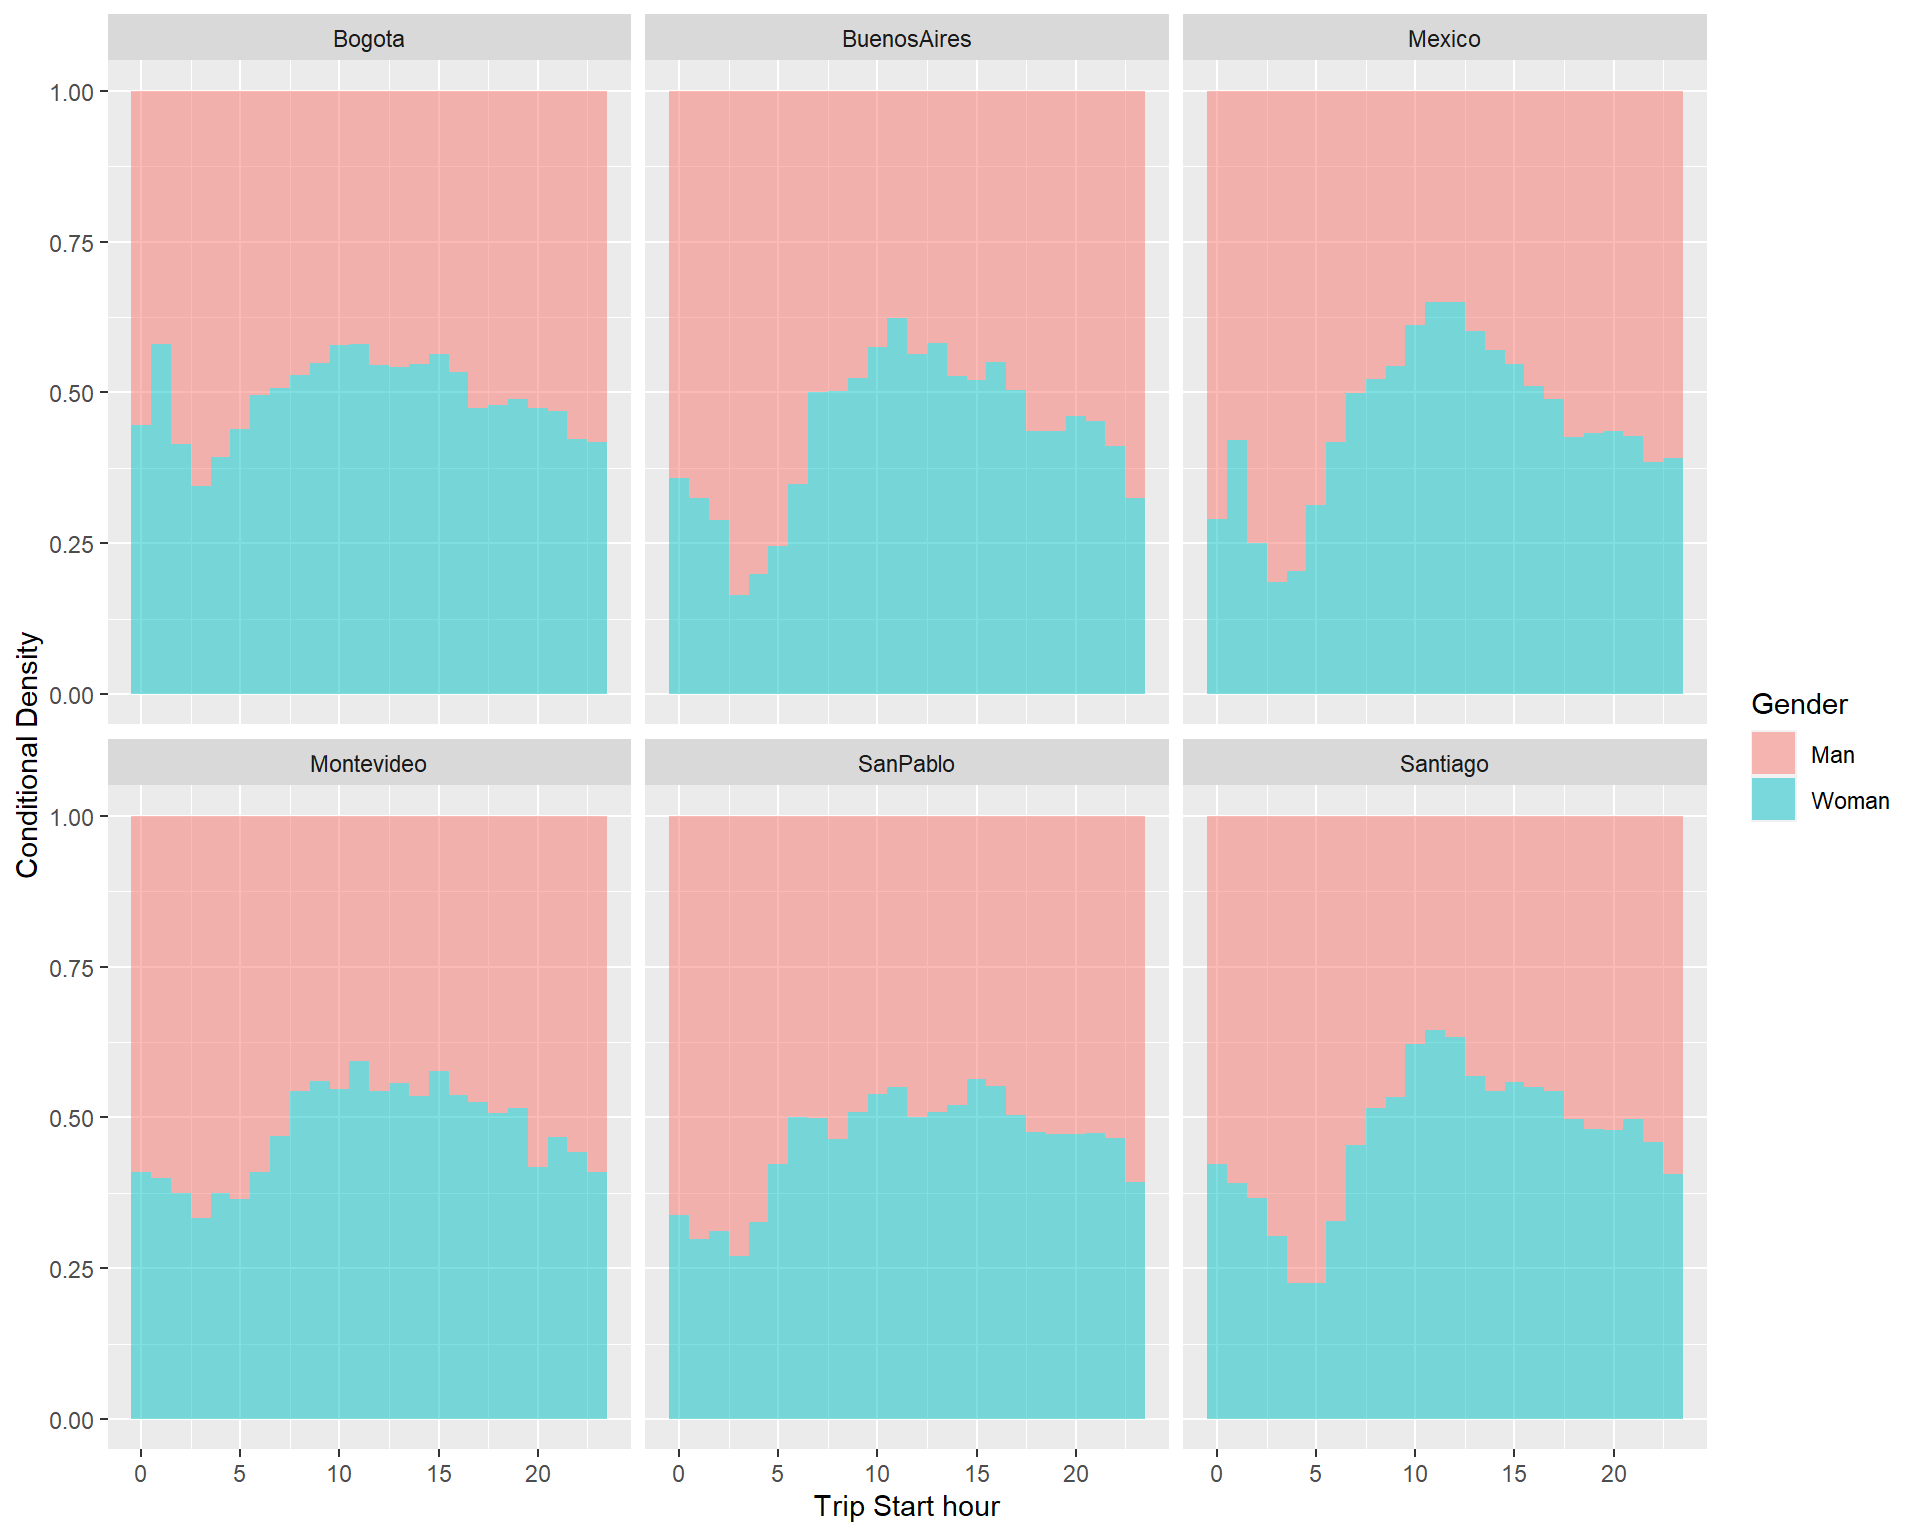 Bogota
BuenosAires
Mexico
1.00
0.75
0.50
0.25
0.00
Montevideo
SanPablo
Santiago
1.00
0.75
0.50
0.25
0.00
0 5 10 15 20
0 5 10 15 20
0 5 10 15 20
Trip Start hour
Conditional Density
Gender
Man
Woman